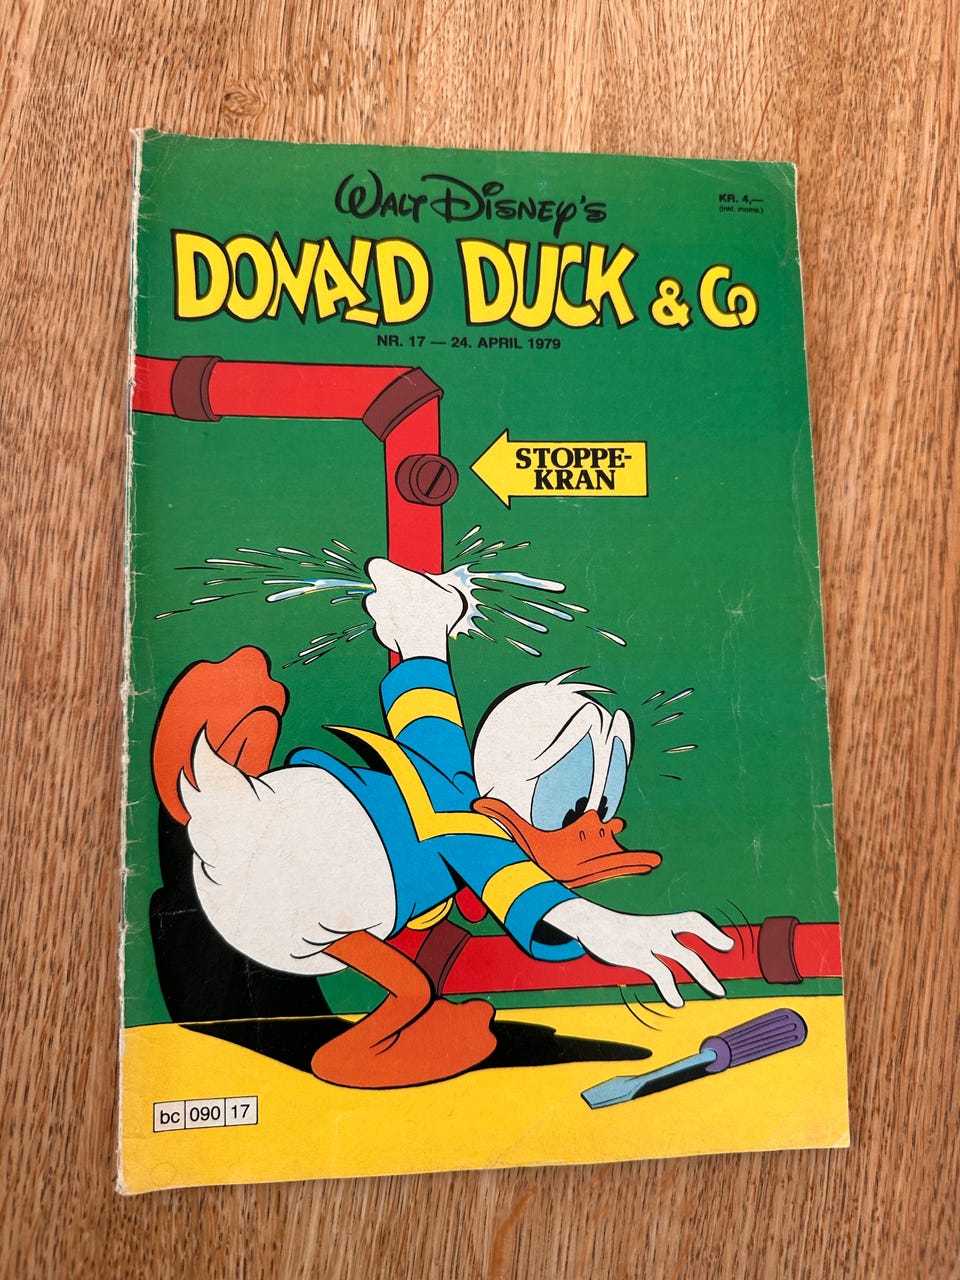 WALT DISNEY'S
KR. 4,—
(inkl. moms.)
DONALD DUCK & Co
NR. 17 — 24. APRIL 1979
STOPPE-
KRAN
bc 090 17